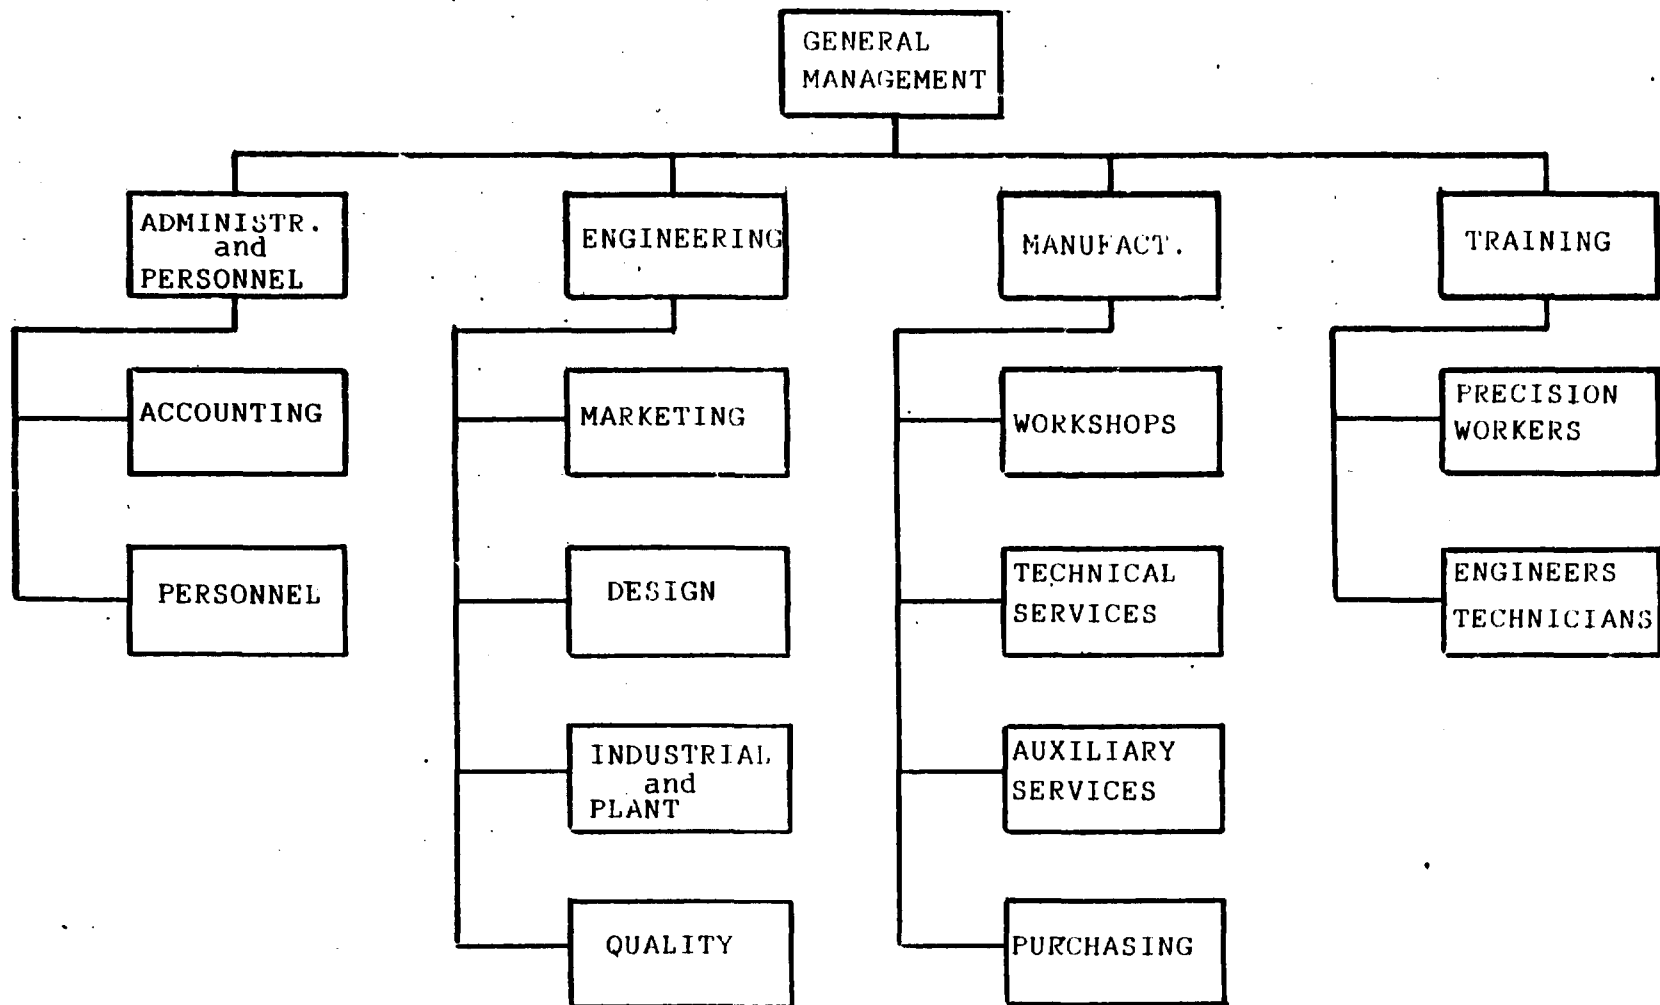 GENERAL
MANAGEMENT
ADMINISTR.
and
PERSONNEL
ENGINEERING
MANUFACT.
TRAINING
ACCOUNTING
MARKETING
WORKSHOPS
PRECISION
WORKERS
PERSONNEL
DESIGN
TECHNICAL
SERVICES
ENGINEERS
TECHNICIANS
INDUSTRIAL
and
PLANT
AUXILIARY
SERVICES
QUALITY
PURCHASING